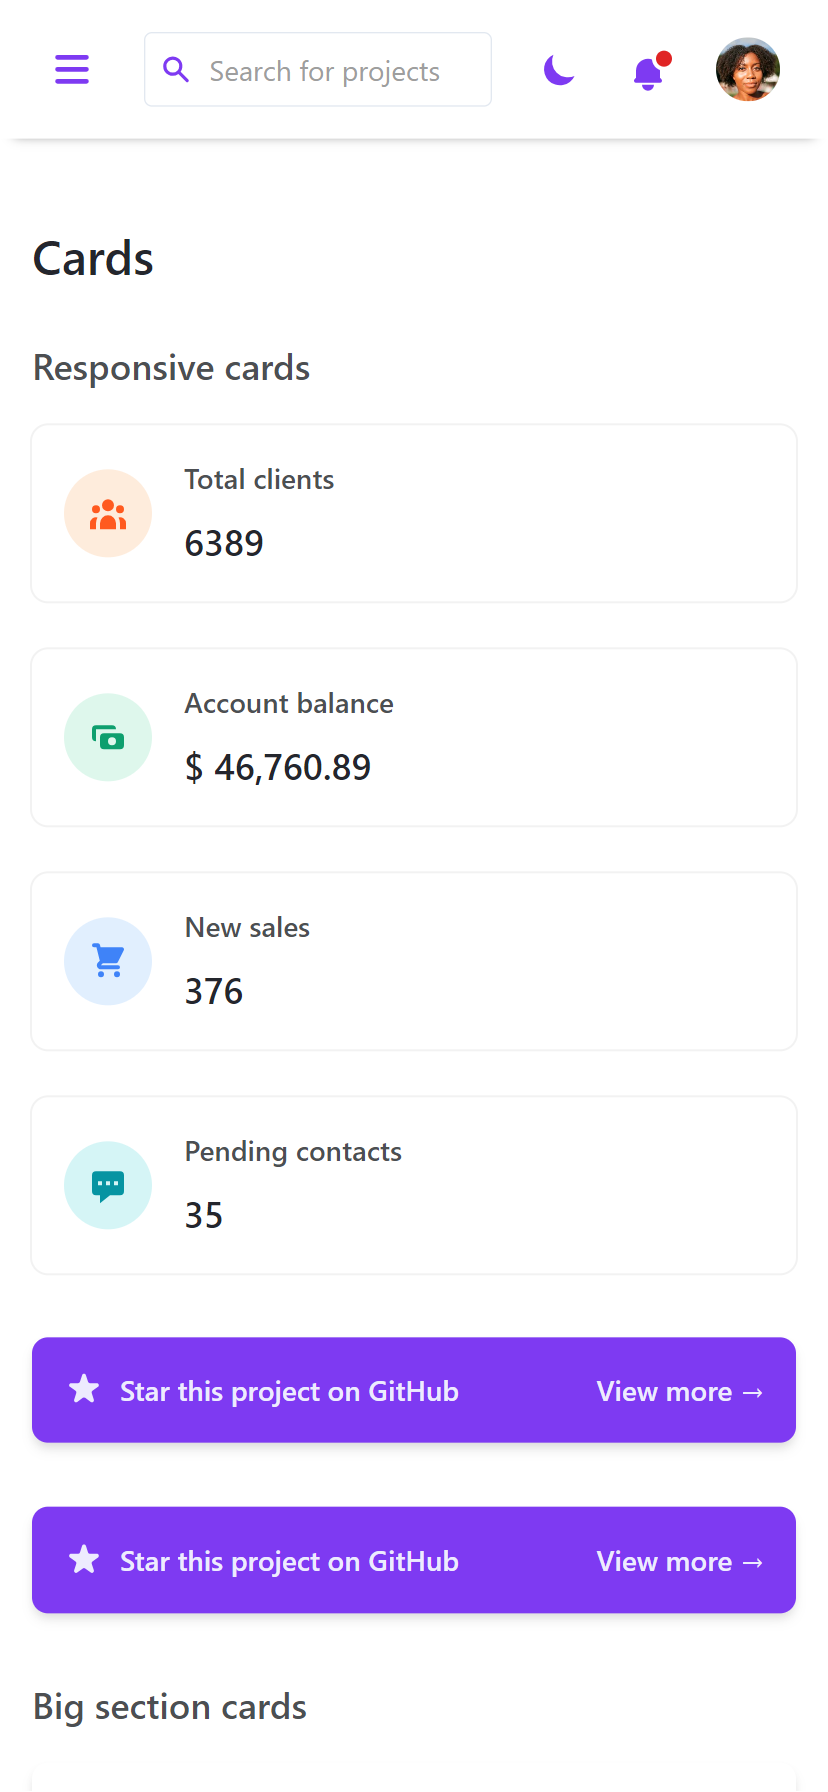 Search for projects
Cards
Responsive cards
Total clients
6389
Account balance
$ 46,760.89
New sales
376
Pending contacts
35
Star this project on GitHub View more →
Star this project on GitHub View more →
Big section cards